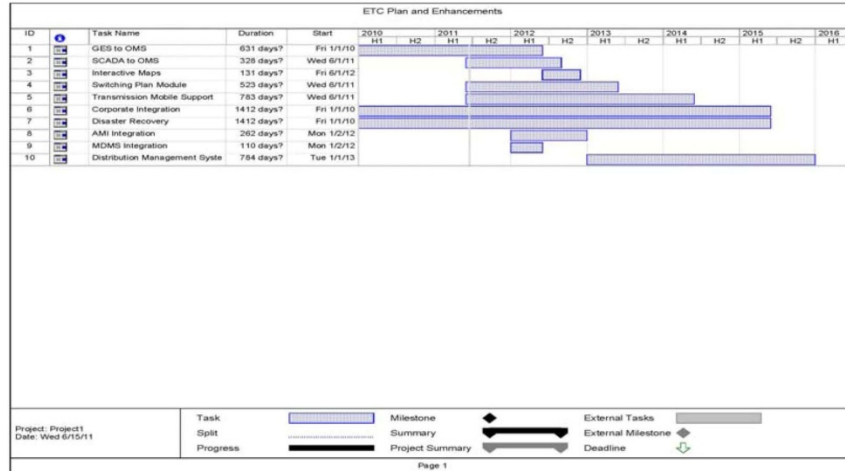 ETC Plan and Enhancements
ID Task Name Duration Start 2010 2011 2012 2013 2014 2015 2016
H1 H2 H1 H2 H1 H2 H1 H2 H1 H2 H1 H2 H1
1 GES to OMS 631 days? Fri 1/1/10
2 SCADA to OMS 328 days? Wed 6/1/11
3 Interactive Maps 131 days? Fri 6/1/12
4 Switching Plan Module 523 days? Wed 6/1/11
5 Transmission Mobile Support 783 days? Wed 6/1/11
6 Corporate Integration 1412 days? Fri 1/1/10
7 Disaster Recovery 1412 days? Fri 1/1/10
8 AMI Integration 262 days? Mon 1/2/12
9 MDMS Integration 110 days? Mon 1/2/12
10 Distribution Management Syste 784 days? Tue 1/1/13
Project: Project1
Date: Wed 6/15/11
Task Milestone External Tasks
Split Summary External Milestone
Progress Project Summary Deadline
Page 1